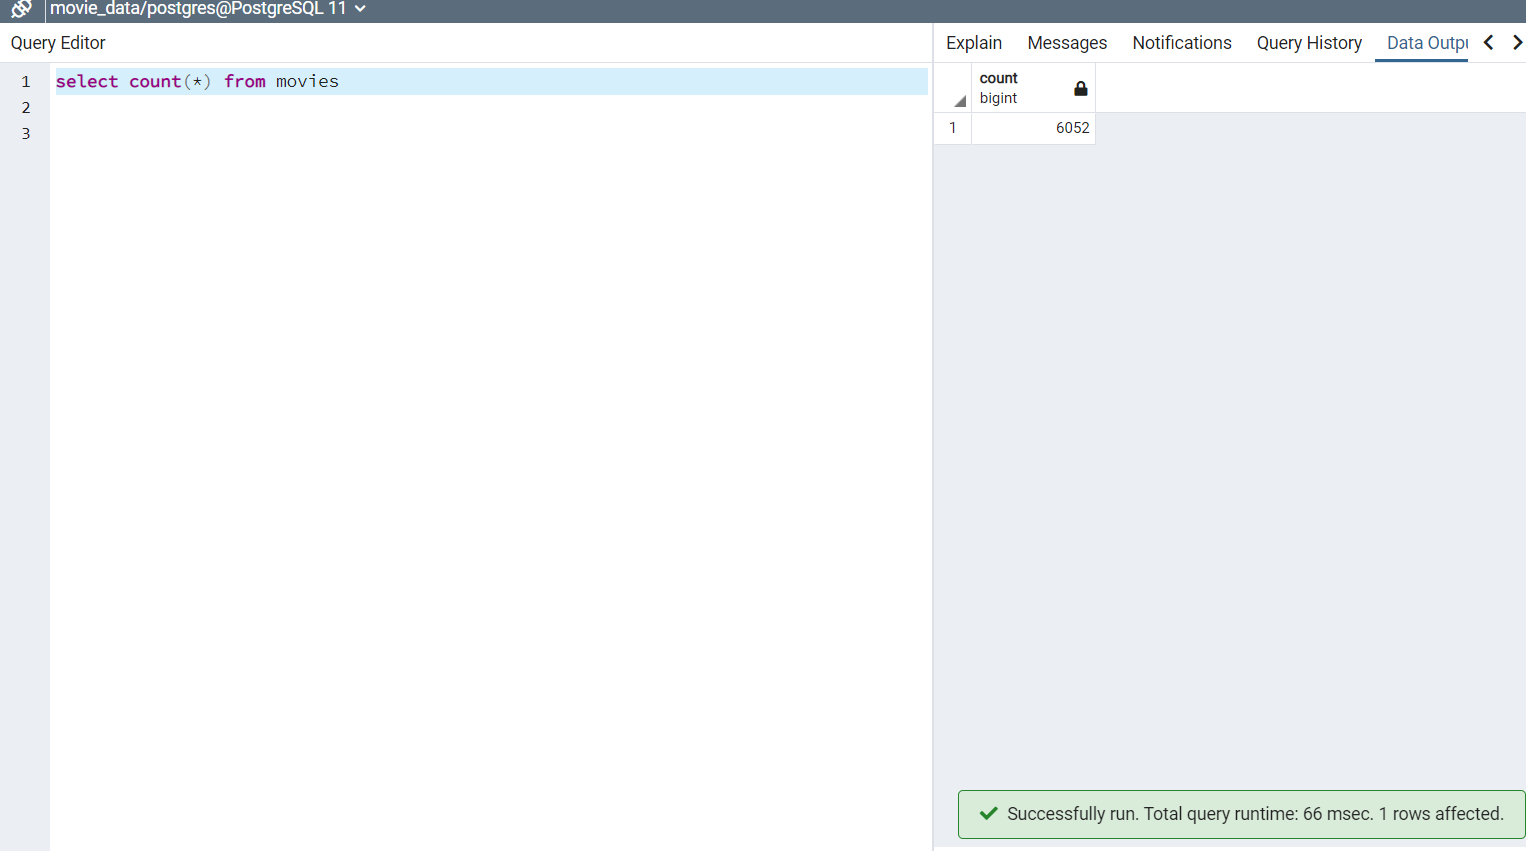 movie_data/postgres@PostgreSQL 11
Query Editor
1 select count(*) from movies
2
3
Explain Messages Notifications Query History Data Outpu
count
bigint
1 6052
Successfully run. Total query runtime: 66 msec. 1 rows affected.